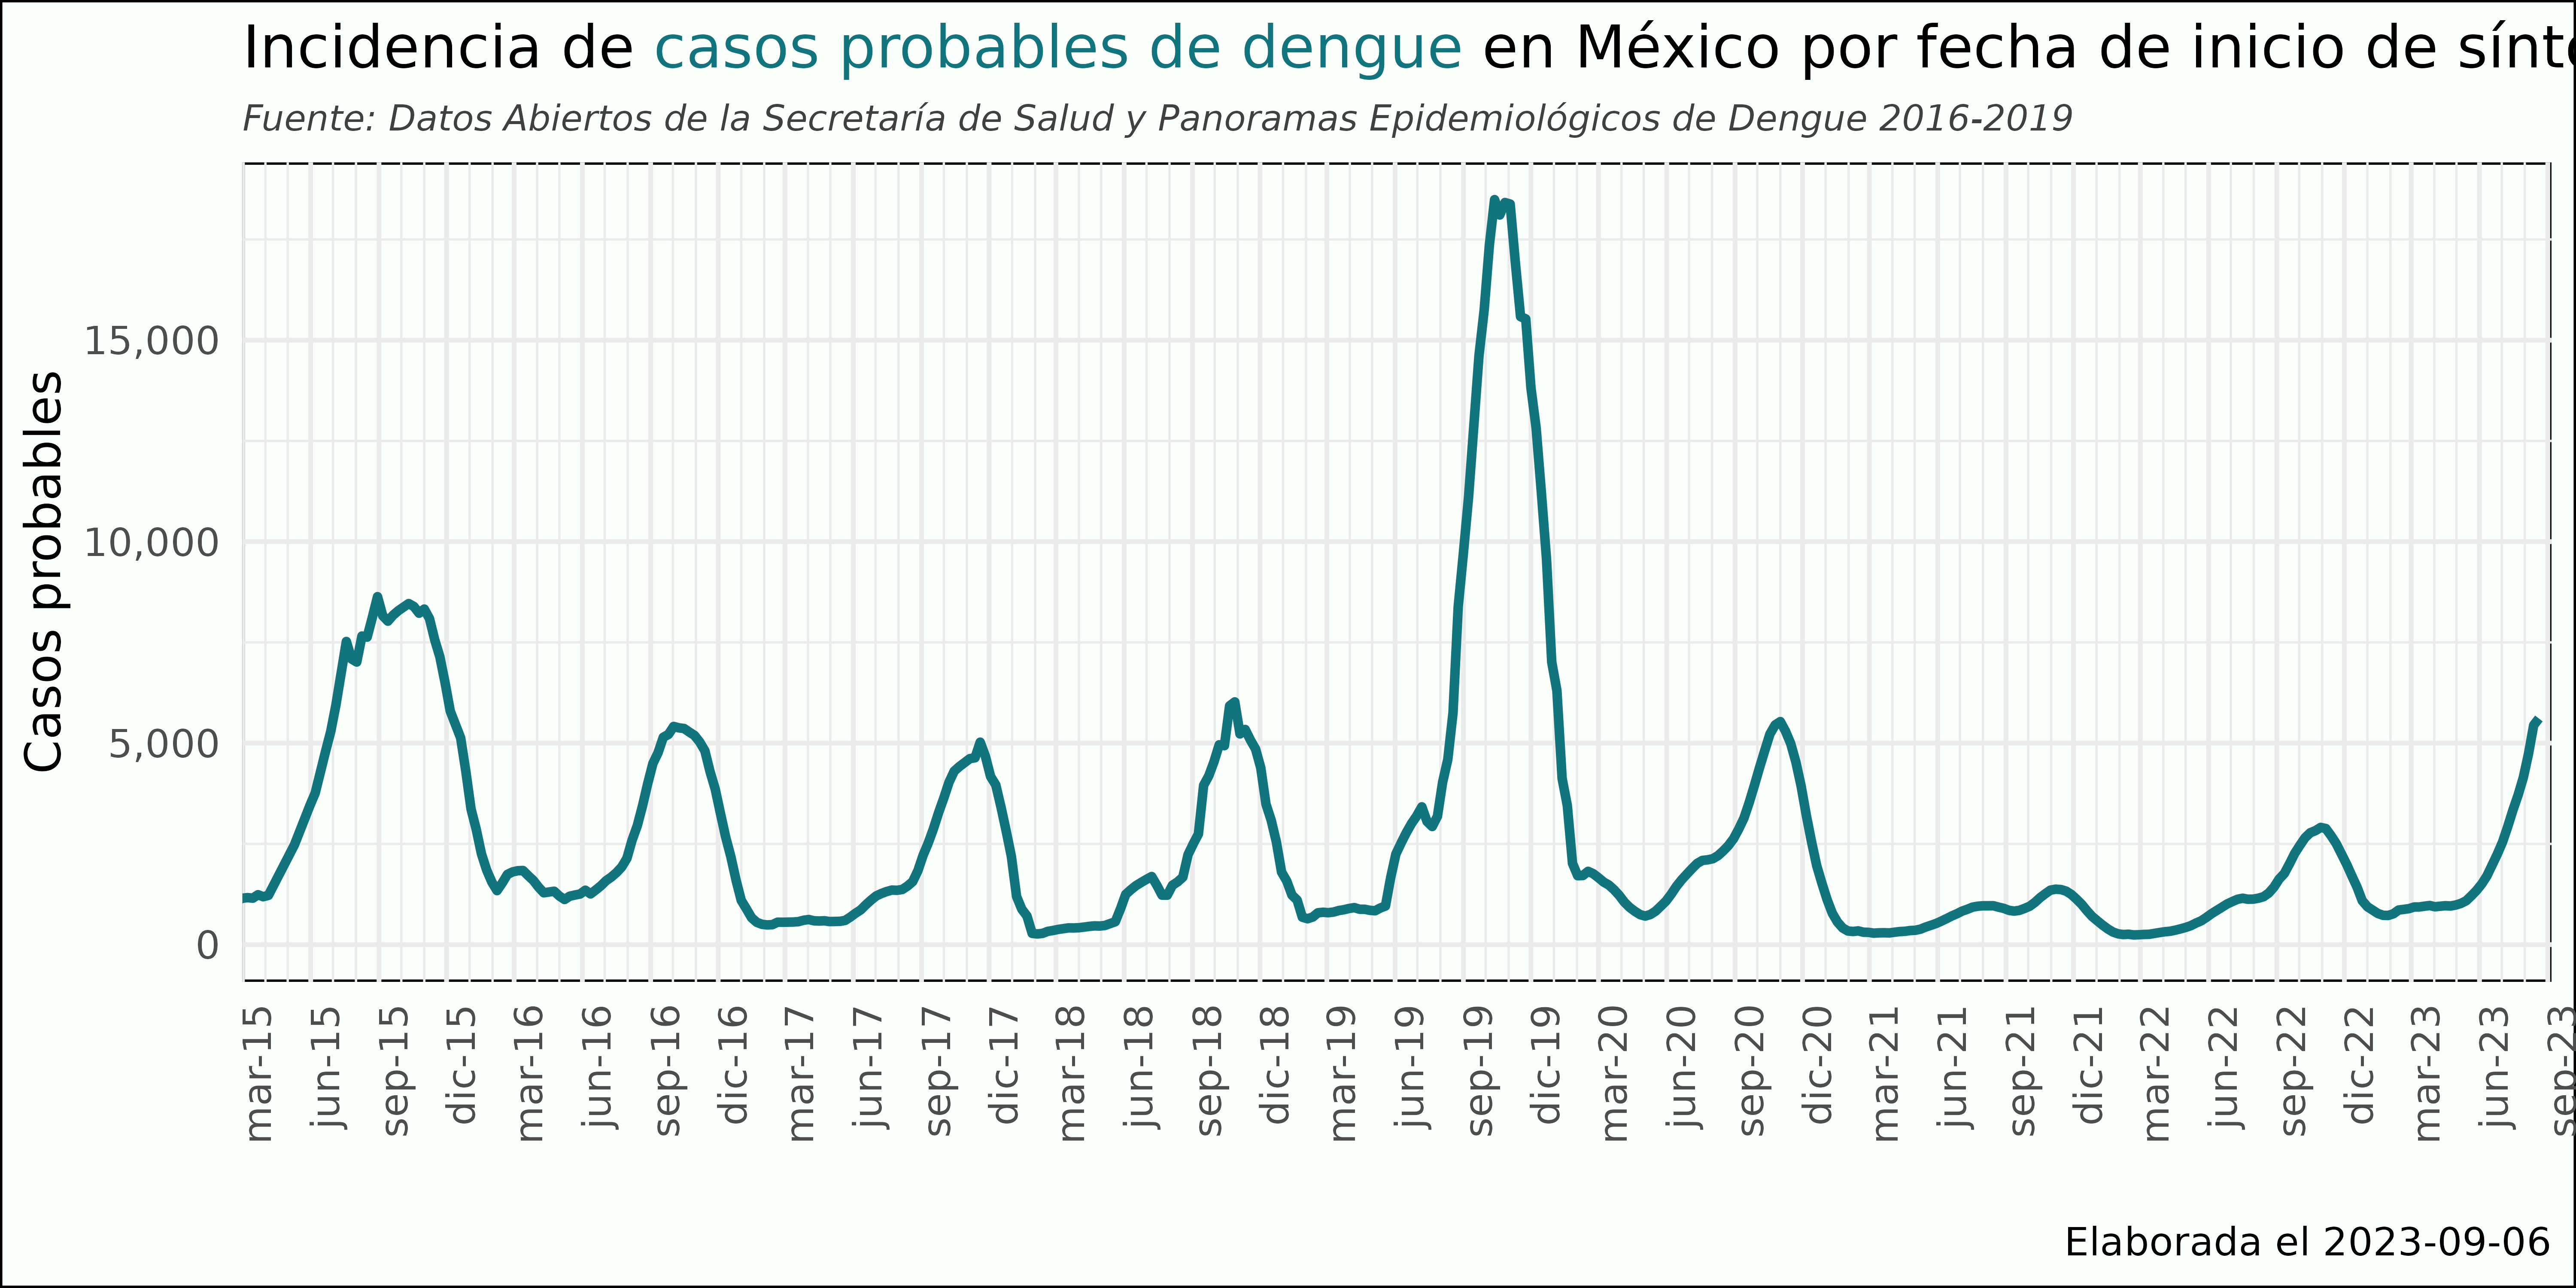 Incidencia de casos probables de dengue en México por fecha de inicio de
Fuente: Datos Abiertos de la Secretaría de Salud y Panoramas Epidemiológicos de Dengue 2016-2019
Casos probables
15,000
10,000
5,000
0
mar-15
jun-15
sep-15
dic-15
mar-16
jun-16
sep-16
dic-16
mar-17
jun-17
sep-17
dic-17
mar-18
jun-18
sep-18
dic-18
mar-19
jun-19
sep-19
dic-19
mar-20
jun-20
sep-20
dic-20
mar-21
jun-21
sep-21
dic-21
mar-22
jun-22
sep-22
dic-22
mar-23
jun-23
sep-23
Elaborada el 2023-09-06